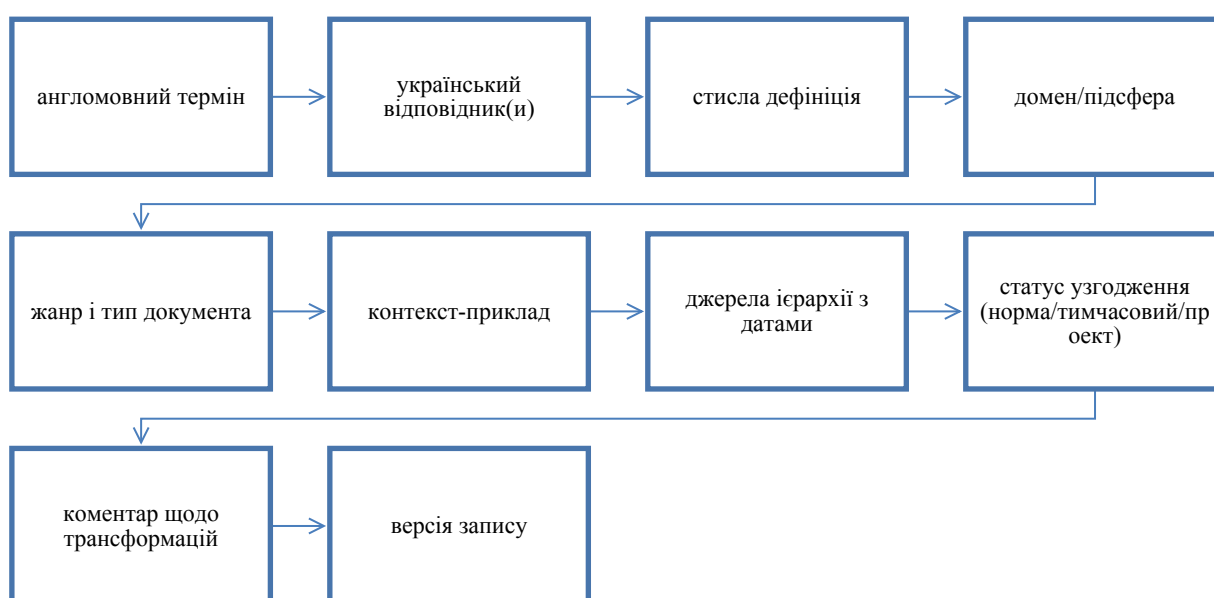 англомовний термін
український
відповідник(и)
стисла дефініція
домен/підсфера
жанр і тип документа
контекст-приклад
джерела ієрархії з
датами
статус узгодження
(норма/тимчасовий/пр
оект)
коментар щодо
трансформацій
версія запису